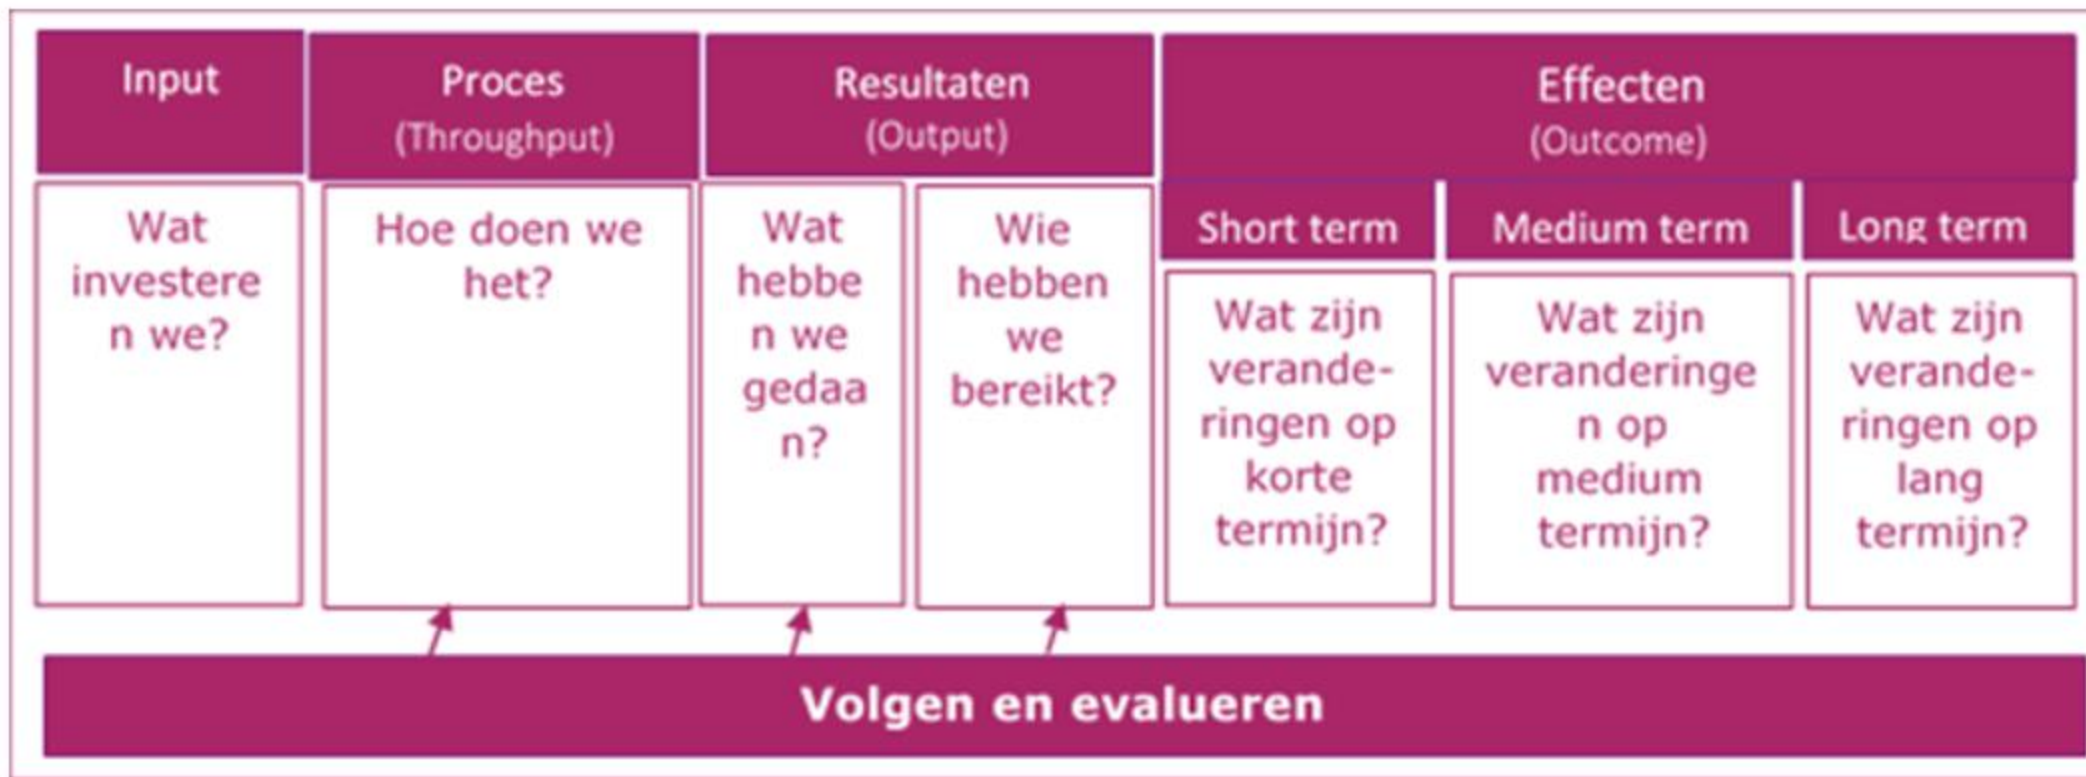 Input
Proces
(Throughput)
Resultaten
(Output)
Effecten
(Outcome)
Short term
Medium term
Long term
Wat
investere
n we?
Hoe doen we
het?
Wat
hebbe
n we
gedaa
n?
Wie
hebben
we
bereikt?
Wat zijn
verande-
ringen op
korte
termijn?
Wat zijn
veranderinge
n op
medium
termijn?
Wat zijn
verande-
ringen op
lang
termijn?
Volgen en evalueren